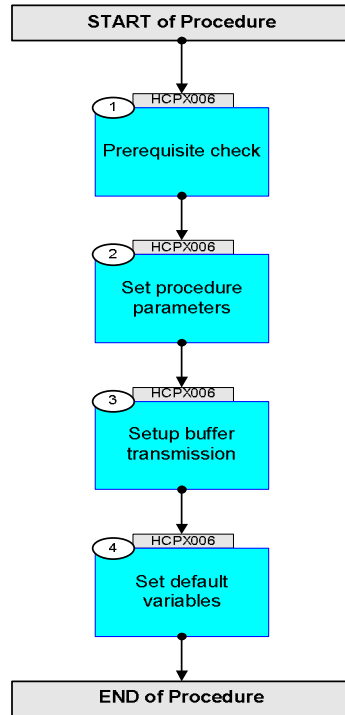 START of Procedure
HCPX006
1
Prerequisite check
HCPX006
2
Set procedure
parameters
HCPX006
3
Setup buffer
transmission
HCPX006
4
Set default
variables
END of Procedure